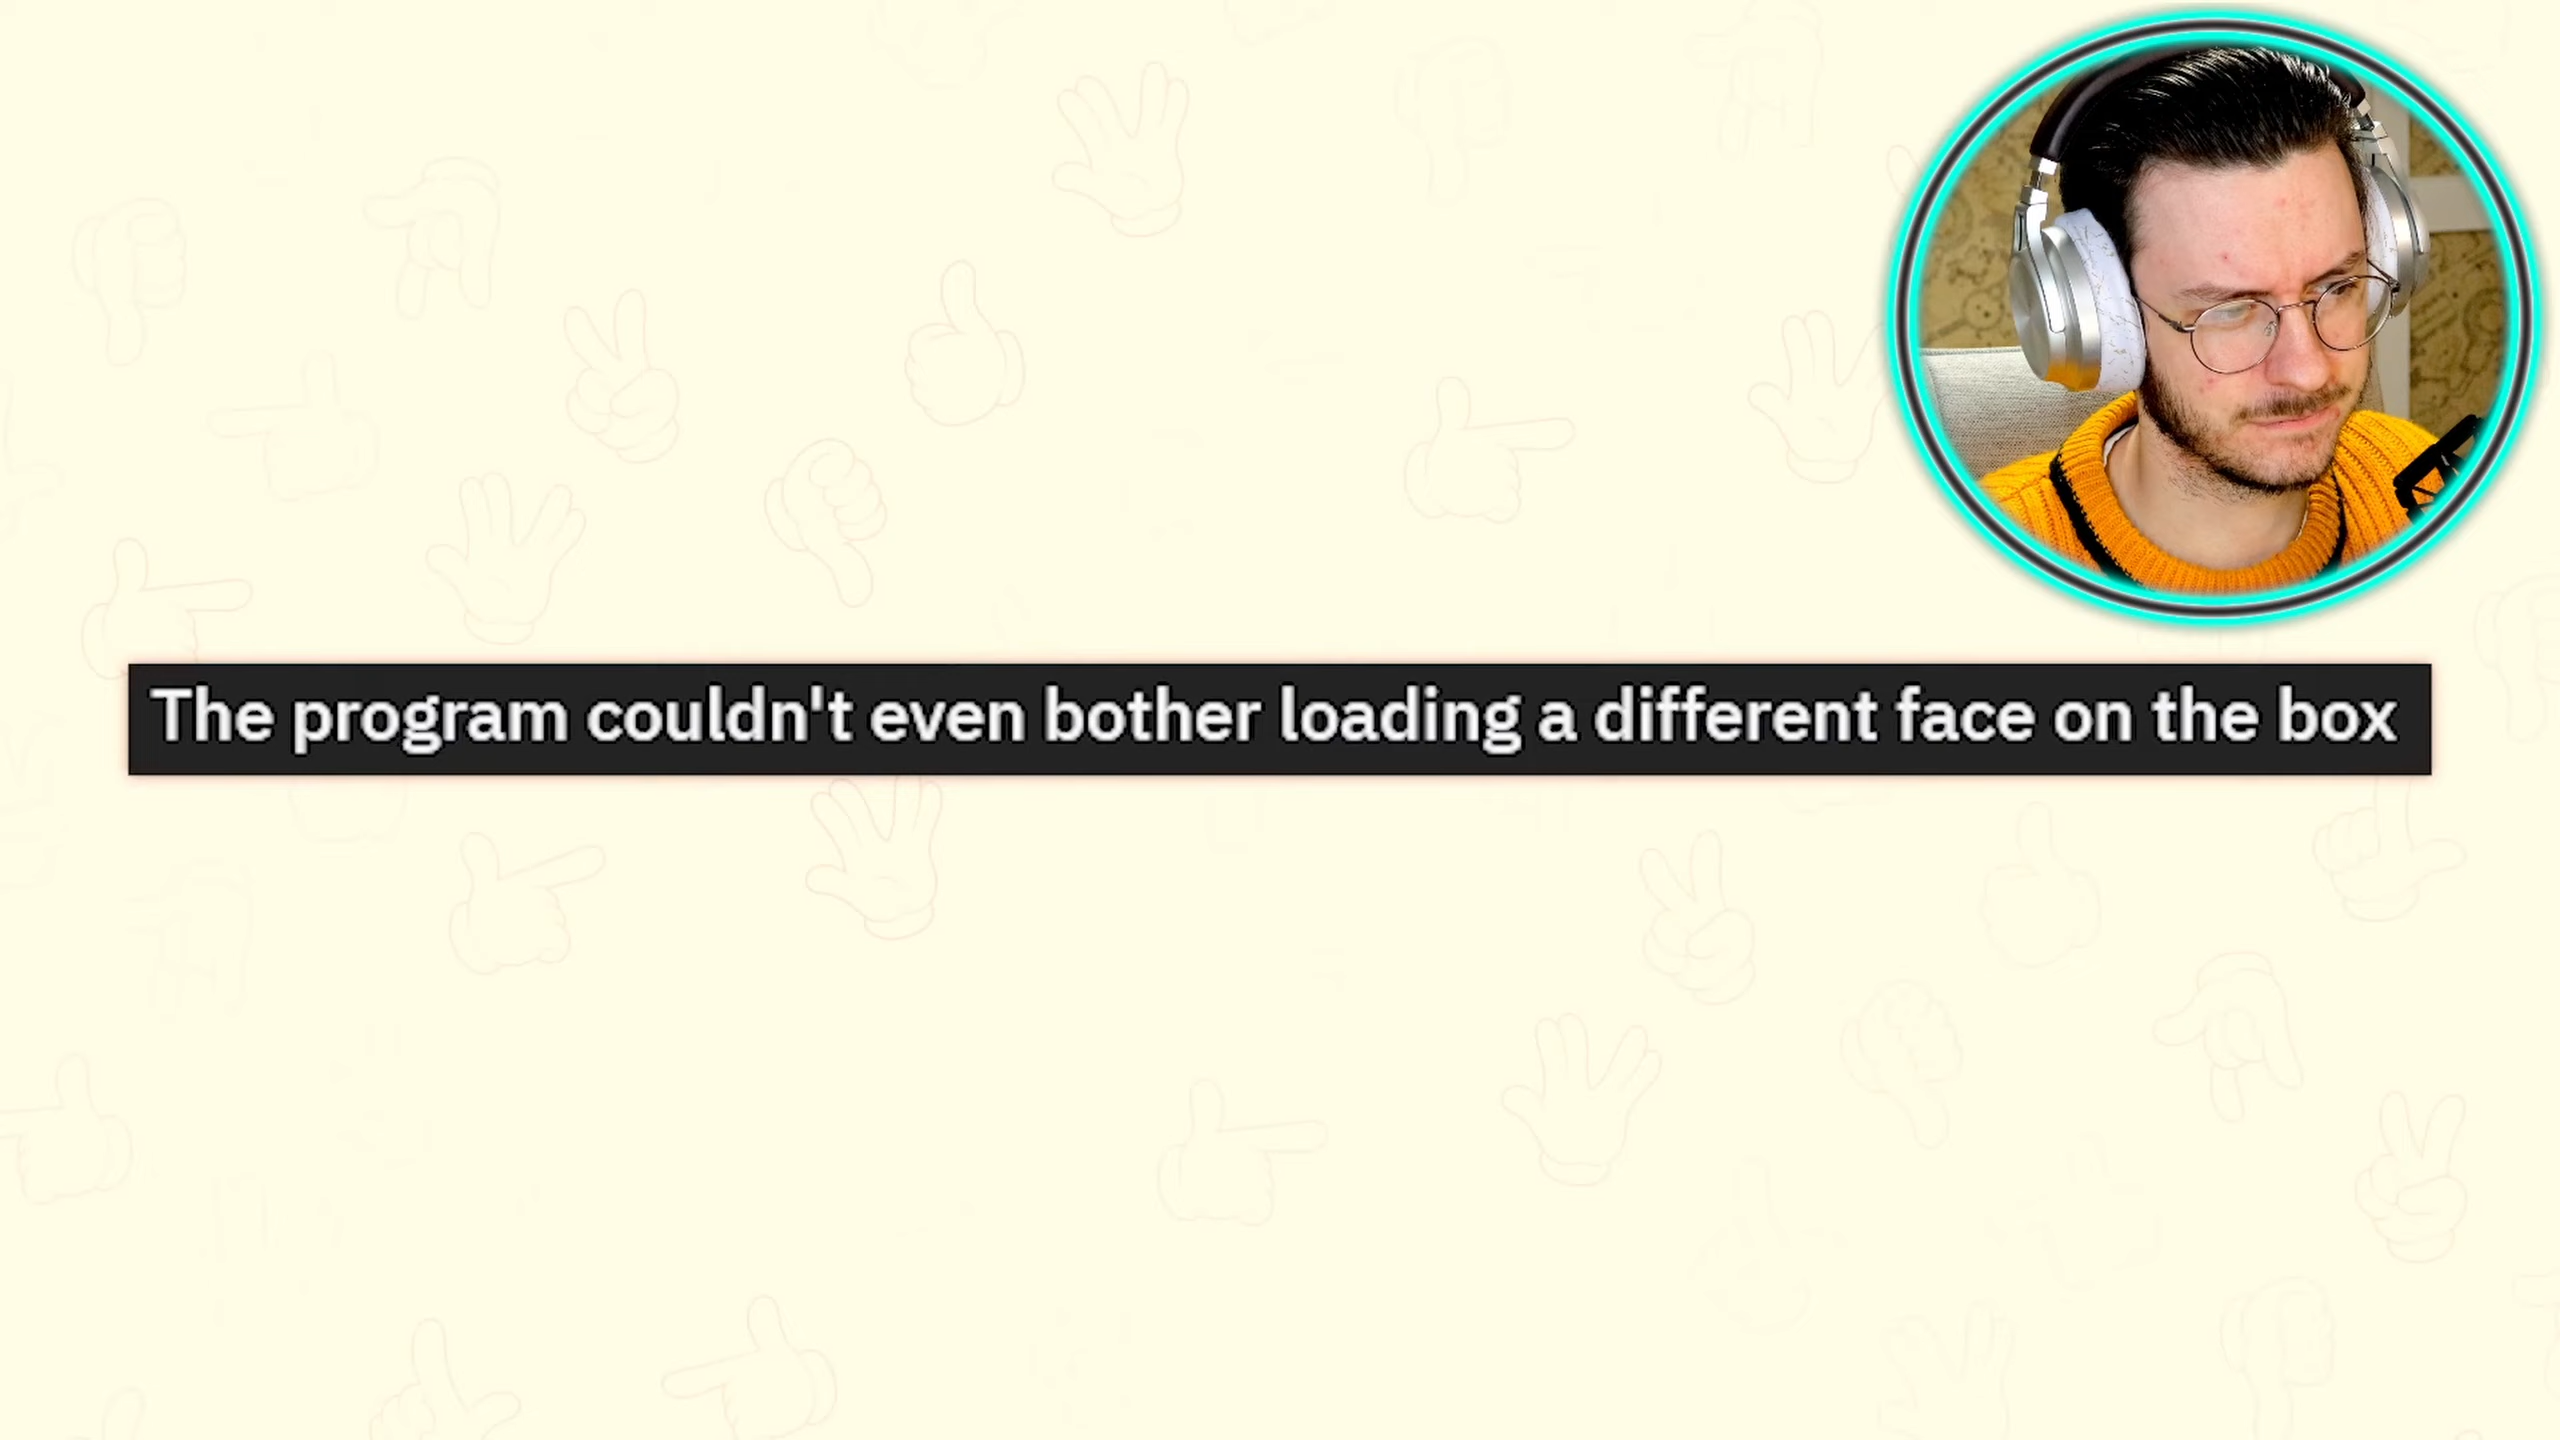 The program couldn't even bother loading a different face on the box